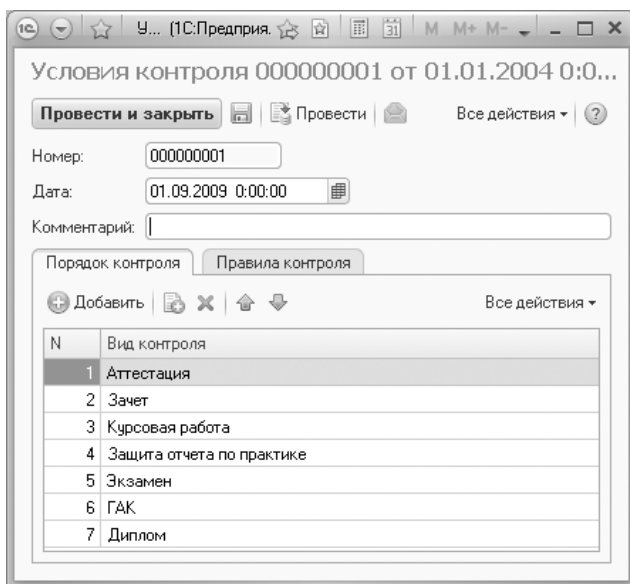 1С У... (1С:Предприя. 31 M M+ M-
Условия контроля 000000001 от 01.01.2004 0:0...
Провести и закрыть Провести Все действия ?
Номер: 000000001
Дата: 01.09.2009 0:00:00
Комментарий:
Порядок контроля Правила контроля
Добавить Все действия
N Вид контроля
1 Аттестация
2 Зачет
3 Курсовая работа
4 Защита отчета по практике
5 Экзамен
6 ГАК
7 Диплом